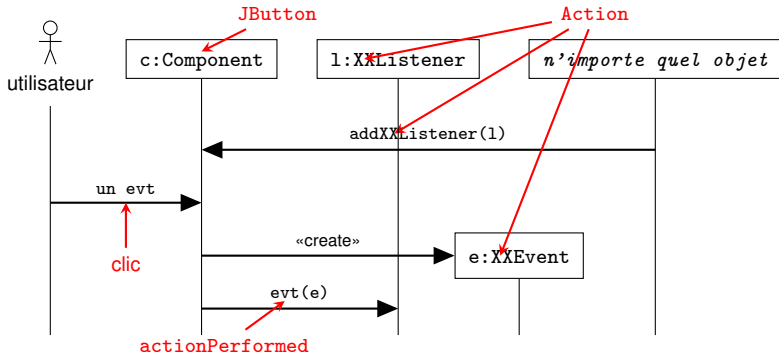 JButton
Action
c:Component
l:XXListener
n'importe quel objet
utilisateur
addXXListener(l)
un evt
clic
«create»
e:XXEvent
evt(e)
actionPerformed